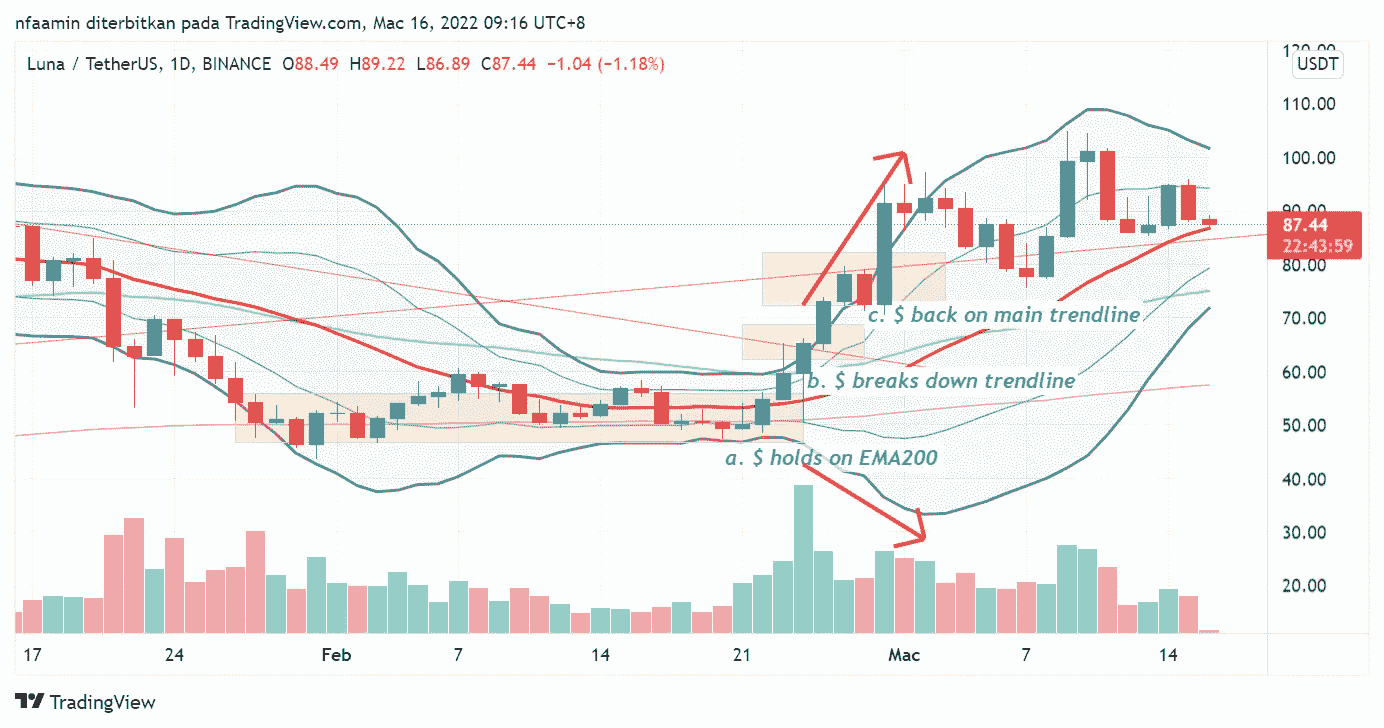 nfaamin diterbitkan pada TradingView.com, Mac 16, 2022 09:16 UTC+8
Luna / TetherUS, 1D, BINANCE O88.49 H89.22 L86.89 C87.44 −1.04 (−1.18%)
120.00
USDT
110.00
100.00
90.00
87.44
22:43:59
80.00
c. $ back on main trendline
70.00
60.00
b. $ breaks down trendline
50.00
a. $ holds on EMA200
40.00
30.00
20.00
17 24 Feb 7 14 21 Mac 7 14
TradingView